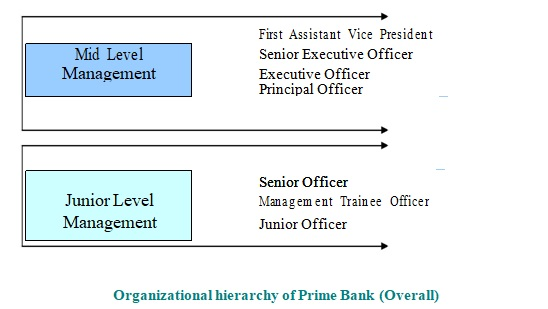 First Assistant Vice President
Mid Level
Management
Senior Executive Officer
Executive Officer
Principal Officer
Junior Level
Management
Senior Officer
Management Trainee Officer
Junior Officer
Organizational hierarchy of Prime Bank (Overall)